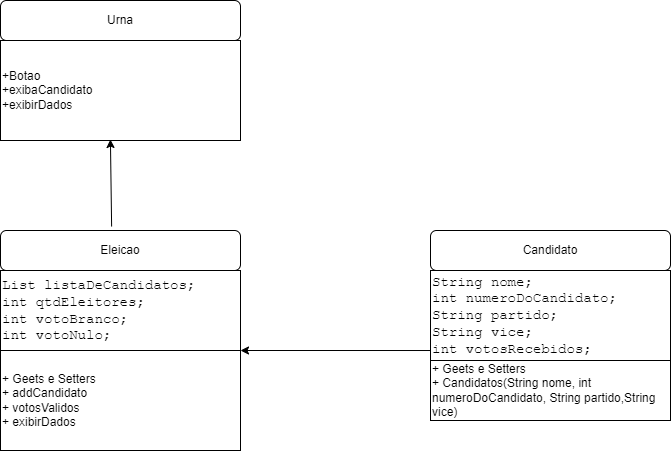 Urna
+Botao
+exibaCandidato
+exibirDados
Eleicao
List listaDeCandidatos;
int qtdEleitores;
int votoBranco;
int votoNulo;
+ Geets e Setters
+ addCandidato
+ votosValidos
+ exibirDados
Candidato
String nome;
int numeroDoCandidato;
String partido;
String vice;
int votosRecebidos;
+ Geets e Setters
+ Candidatos(String nome, int
numeroDoCandidato, String partido,String
vice)